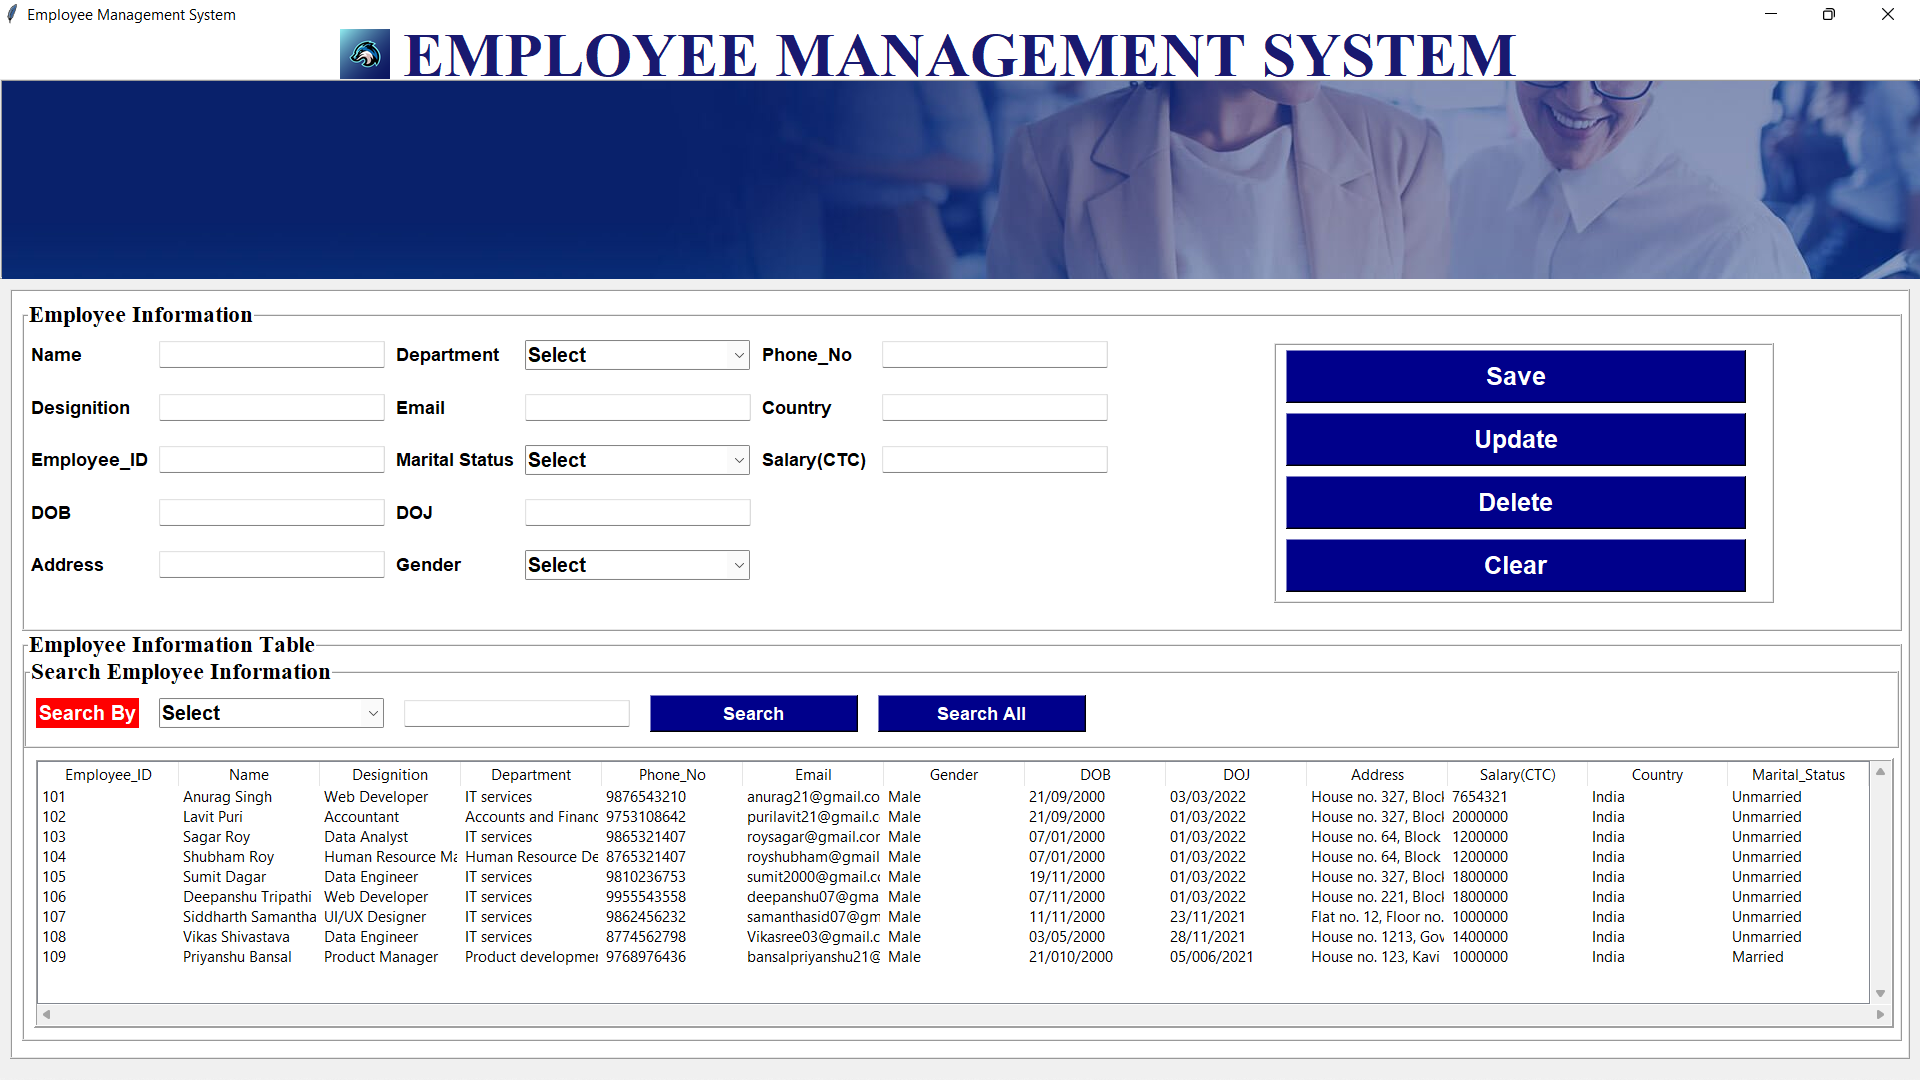 Employee Management System
EMPLOYEE MANAGEMENT SYSTEM
Employee Information
Name Department Select Phone_No
Designition Email Country
Employee_ID Marital Status Select Salary(CTC)
DOB DOJ
Address Gender Select
Save
Update
Delete
Clear
Employee Information Table
Search Employee Information
Search By Select Search Search All
Employee_ID Name Designition Department Phone_No Email Gender DOB DOJ Address Salary(CTC) Country Marital_Status
101 Anurag Singh Web Developer IT services 9876543210 anurag21@gmail.co Male 21/09/2000 03/03/2022 House no. 327, Block 7654321 India Unmarried
102 Lavit Puri Accountant Accounts and Financ 9753108642 purilavit21@gmail.c Male 21/09/2000 01/03/2022 House no. 327, Block 2000000 India Unmarried
103 Sagar Roy Data Analyst IT services 9865321407 roysagar@gmail.cor Male 07/01/2000 01/03/2022 House no. 64, Block 1200000 India Unmarried
104 Shubham Roy Human Resource Ma Human Resource De 8765321407 royshubham@gmail Male 07/01/2000 01/03/2022 House no. 64, Block 1200000 India Unmarried
105 Sumit Dagar Data Engineer IT services 9810236753 sumit2000@gmail.cc Male 19/11/2000 01/03/2022 House no. 327, Block 1800000 India Unmarried
106 Deepanshu Tripathi Web Developer IT services 9955543558 deepanshu07@gma Male 07/11/2000 01/03/2022 House no. 221, Block 1800000 India Unmarried
107 Siddharth Samantha UI/UX Designer IT services 9862456232 samanthasid07@gm Male 11/11/2000 23/11/2021 Flat no. 12, Floor no. 1000000 India Unmarried
108 Vikas Shivastava Data Engineer IT services 8774562798 Vikasree03@gmail.c Male 03/05/2000 28/11/2021 House no. 1213, Gov 1400000 India Unmarried
109 Priyanshu Bansal Product Manager Product developmer 9768976436 bansalpriyanshu21@ Male 21/010/2000 05/006/2021 House no. 123, Kavi 1000000 India Married